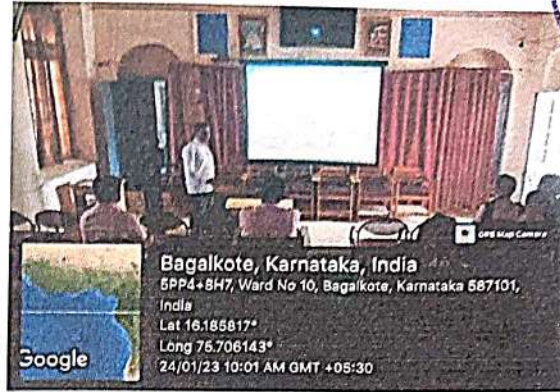 GPS Map Camera
Bagalkote, Karnataka, India
5PP4+8H7, Ward No 10, Bagalkote, Karnataka 587101,
India
Lat 16.185817°
Long 75.706143°
24/01/23 10:01 AM GMT +05:30
Google